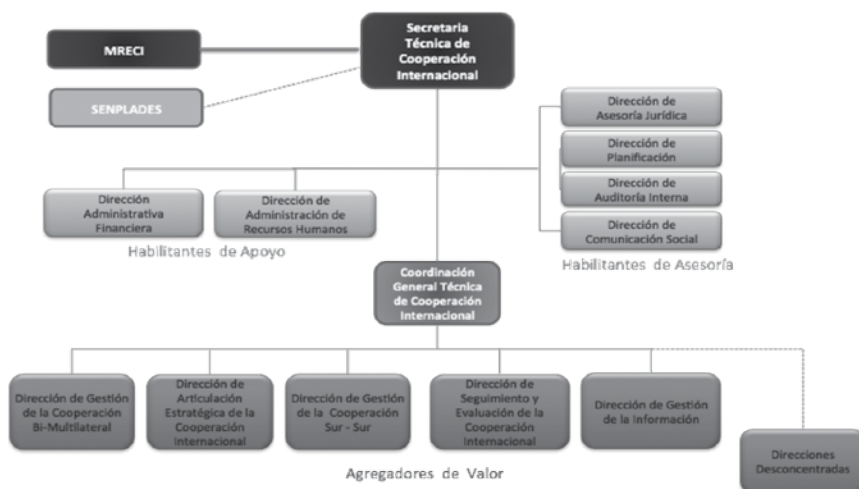 MRECI
Secretaria
Técnica de
Cooperación
Internacional
SENPLADES
Dirección de
Asesoría Jurídica
Dirección de
Planificación
Dirección de
Auditoría Interna
Dirección de
Comunicación Social
Habilitantes de Asesoría
Dirección
Administrativa
Financiera
Dirección de
Administración de
Recursos Humanos
Habilitantes de Apoyo
Coordinación
General Técnica
de Cooperación
Internacional
Dirección de Gestión
de la Cooperación
Bi-Multilateral
Dirección de
Articulación
Estratégica de la
Cooperación
Internacional
Dirección de Gestión
de la Cooperación
Sur - Sur
Dirección de
Seguimiento y
Evaluación de la
Cooperación
Internacional
Dirección de Gestión
de la Información
Direcciones
Desconcentradas
Agregadores de Valor